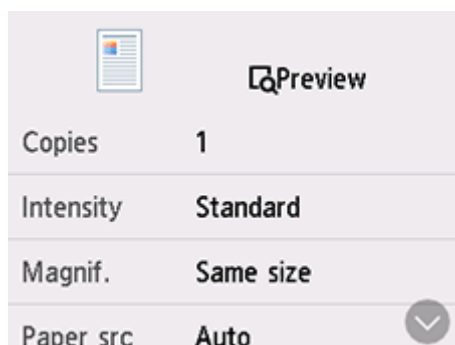 Preview
Copies 1
Intensity Standard
Magnif. Same size
Paper src Auto